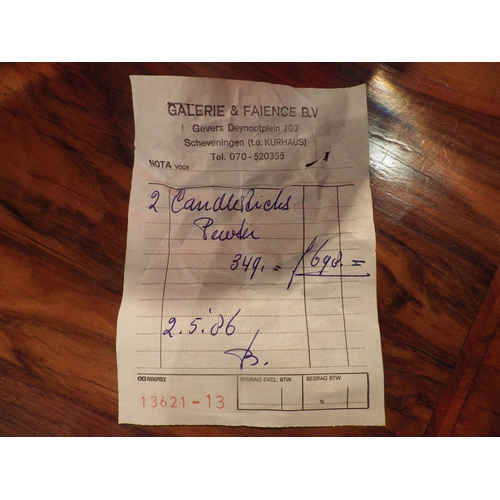 GALERIE & FAIENCE B.V
Gevers Deynootplein 103
Scheveningen (t.o. KURHAUS)
Tel. 070-520355
NOTA VOOR
2 Candlesticks
Pewter
349.= 698.=
2.5.'86
B.
13621-13
BEDRAG EXCL. BTW
BEDRAG BTW
%